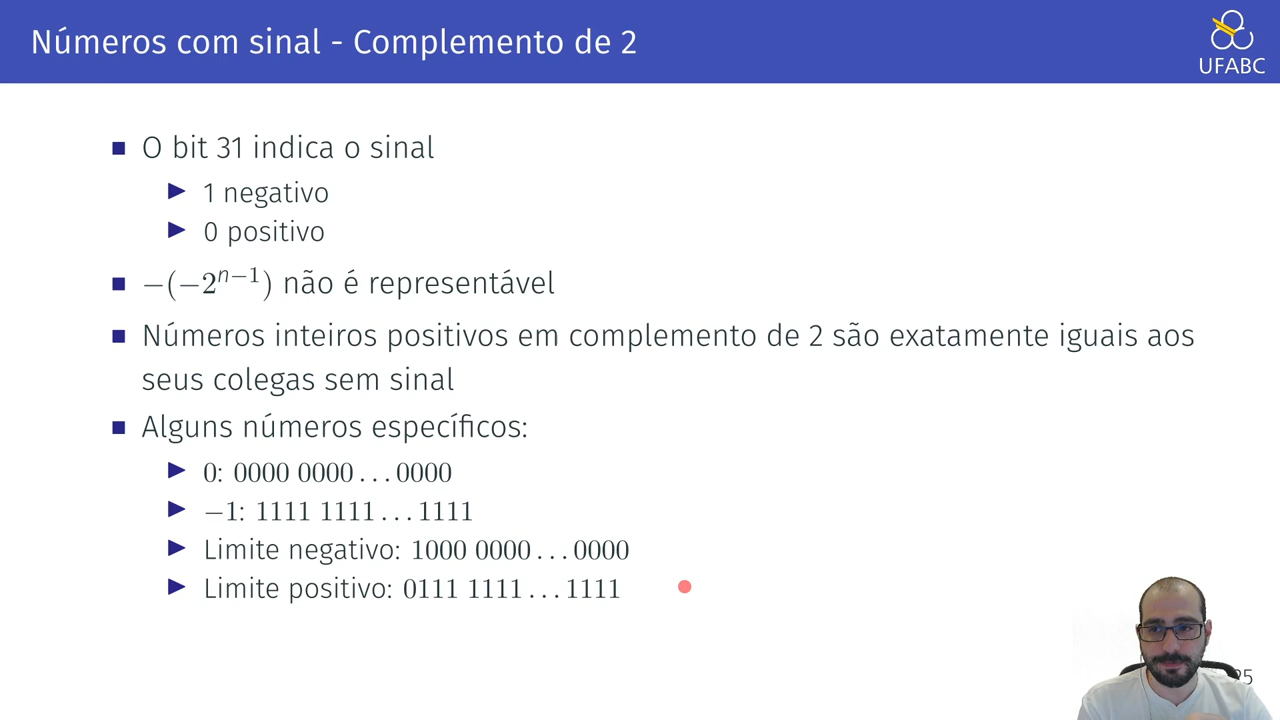 Números com sinal - Complemento de 2
UFABC
O bit 31 indica o sinal
1 negativo
0 positivo
−(−2ⁿ⁻¹) não é representável
Números inteiros positivos em complemento de 2 são exatamente iguais aos
seus colegas sem sinal
Alguns números específicos:
0: 0000 0000 . . . 0000
−1: 1111 1111 . . . 1111
Limite negativo: 1000 0000 . . . 0000
Limite positivo: 0111 1111 . . . 1111